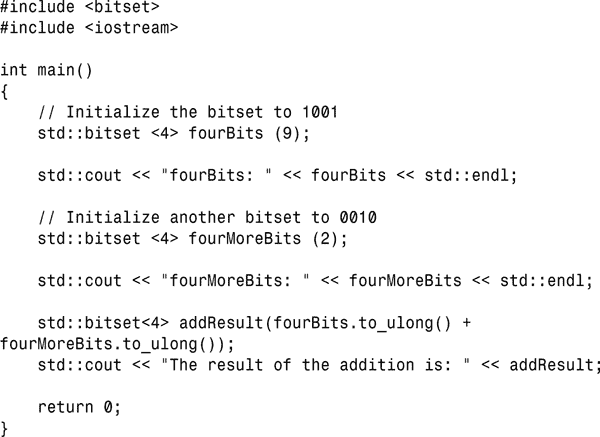 #include <bitset>
#include <iostream>

int main()
{
    // Initialize the bitset to 1001
    std::bitset <4> fourBits (9);

    std::cout << "fourBits: " << fourBits << std::endl;

    // Initialize another bitset to 0010
    std::bitset <4> fourMoreBits (2);

    std::cout << "fourMoreBits: " << fourMoreBits << std::endl;

    std::bitset<4> addResult(fourBits.to_ulong() +
fourMoreBits.to_ulong());
    std::cout << "The result of the addition is: " << addResult;

    return 0;
}